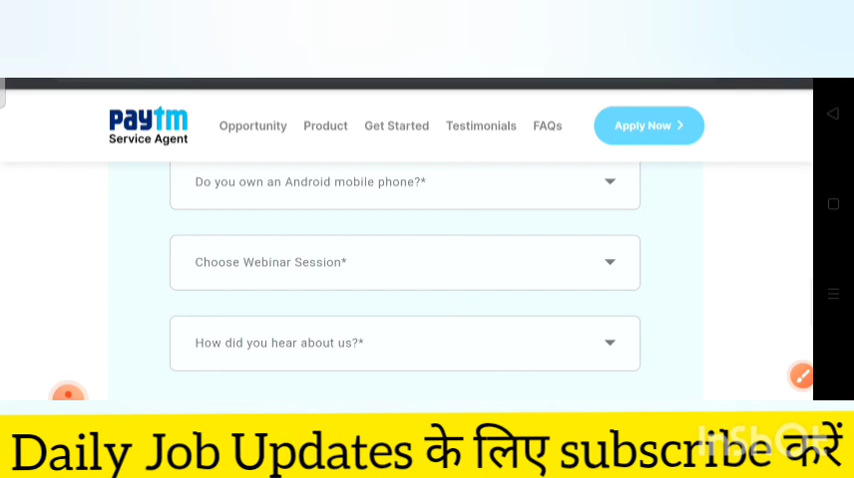 paytm
Service Agent
Opportunity Product Get Started Testimonials FAQs Apply Now
Do you own an Android mobile phone?*
Choose Webinar Session*
How did you hear about us?*
Daily Job Updates के लिए subscribe करें
InShOt